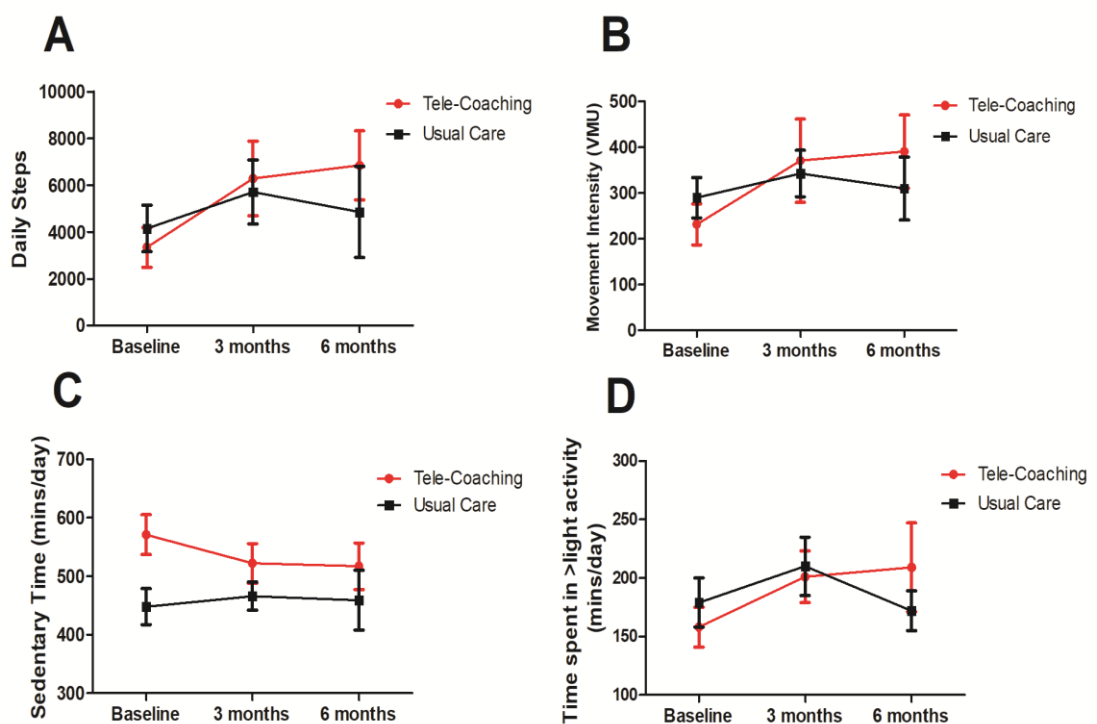 A
Daily Steps
10000
8000
6000
4000
2000
0
Baseline 3 months 6 months
Tele-Coaching
Usual Care
B
Movement Intensity (VMU)
500
400
300
200
100
0
Baseline 3 months 6 months
Tele-Coaching
Usual Care
C
Sedentary Time (mins/day)
700
600
500
400
300
Baseline 3 months 6 months
Tele-Coaching
Usual Care
D
Time spent in >light activity
(mins/day)
300
250
200
150
100
Baseline 3 months 6 months
Tele-Coaching
Usual Care